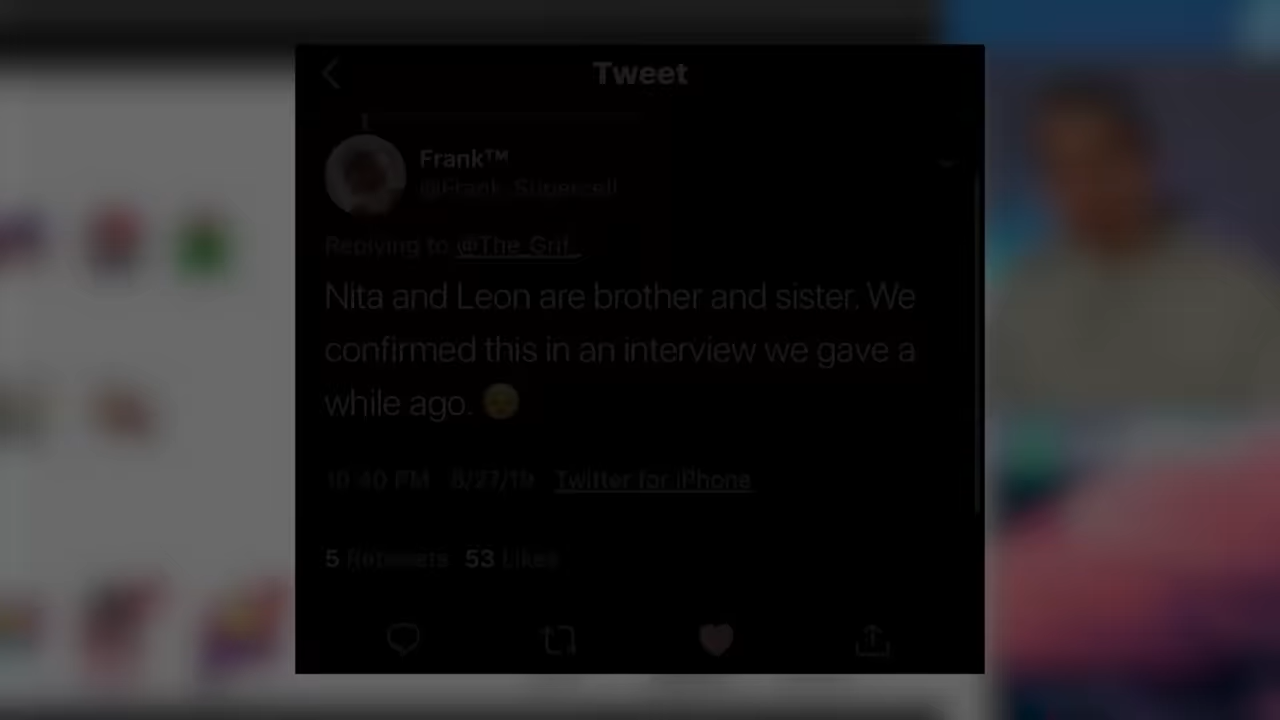 Tweet
Frank™
@Frank_Supercell
Replying to @The_Grif_
Nita and Leon are brother and sister. We
confirmed this in an interview we gave a
while ago.
10:40 PM 8/27/19 Twitter for iPhone
5 Retweets 53 Likes